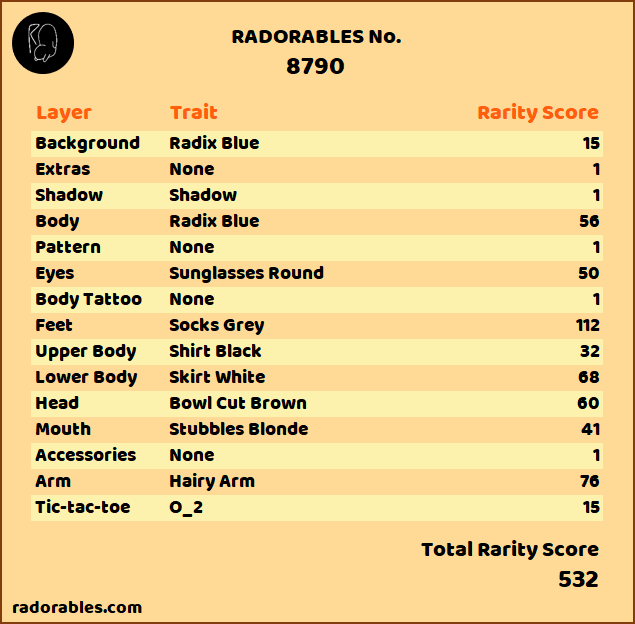 RADORABLES No.
8790
Layer Trait Rarity Score
Background Radix Blue 15
Extras None 1
Shadow Shadow 1
Body Radix Blue 56
Pattern None 1
Eyes Sunglasses Round 50
Body Tattoo None 1
Feet Socks Grey 112
Upper Body Shirt Black 32
Lower Body Skirt White 68
Head Bowl Cut Brown 60
Mouth Stubbles Blonde 41
Accessories None 1
Arm Hairy Arm 76
Tic-tac-toe O_2 15
Total Rarity Score
532
radorables.com